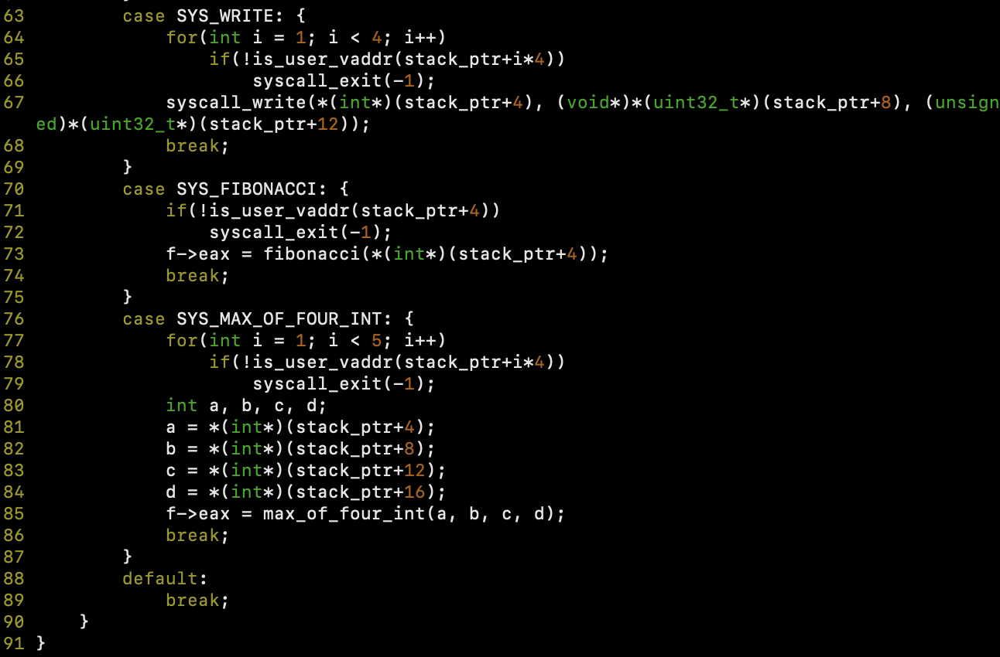 63         case SYS_WRITE: {
64             for(int i = 1; i < 4; i++)
65                 if(!is_user_vaddr(stack_ptr+i*4))
66                     syscall_exit(-1);
67             syscall_write(*(int*)(stack_ptr+4), (void*)*(uint32_t*)(stack_ptr+8), (unsign
ed)*(uint32_t*)(stack_ptr+12));
68             break;
69         }
70         case SYS_FIBONACCI: {
71             if(!is_user_vaddr(stack_ptr+4))
72                 syscall_exit(-1);
73             f->eax = fibonacci(*(int*)(stack_ptr+4));
74             break;
75         }
76         case SYS_MAX_OF_FOUR_INT: {
77             for(int i = 1; i < 5; i++)
78                 if(!is_user_vaddr(stack_ptr+i*4))
79                     syscall_exit(-1);
80             int a, b, c, d;
81             a = *(int*)(stack_ptr+4);
82             b = *(int*)(stack_ptr+8);
83             c = *(int*)(stack_ptr+12);
84             d = *(int*)(stack_ptr+16);
85             f->eax = max_of_four_int(a, b, c, d);
86             break;
87         }
88         default:
89             break;
90     }
91 }